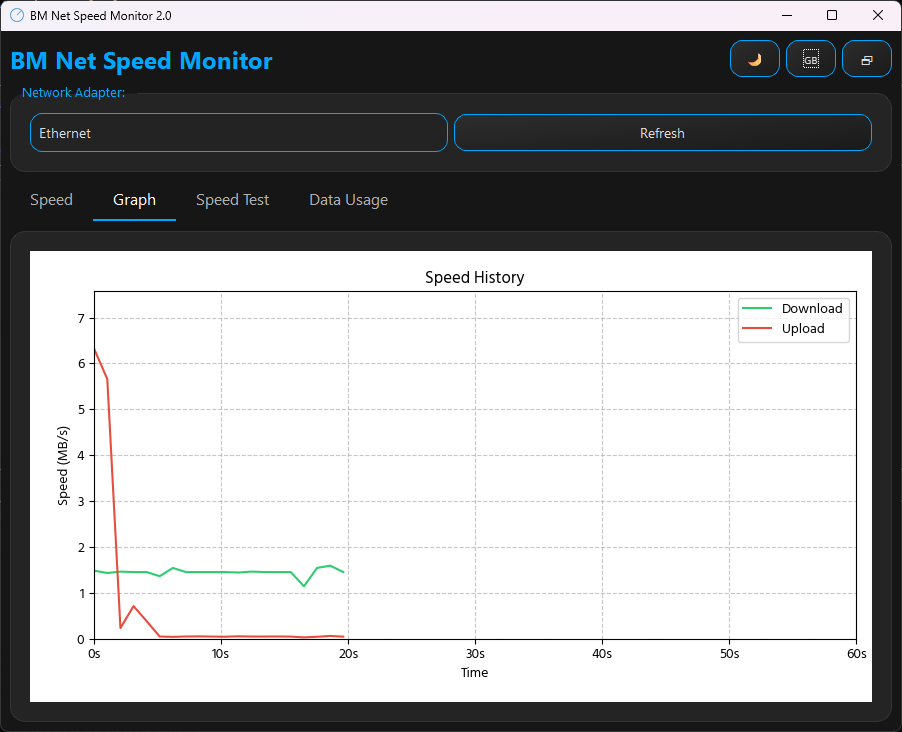 BM Net Speed Monitor 2.0
BM Net Speed Monitor
GB
Network Adapter:
Ethernet
Refresh
Speed Graph Speed Test Data Usage
Speed History
Download
Upload
7
6
5
4
3
2
1
0
Speed (MB/s)
0s 10s 20s 30s 40s 50s 60s
Time